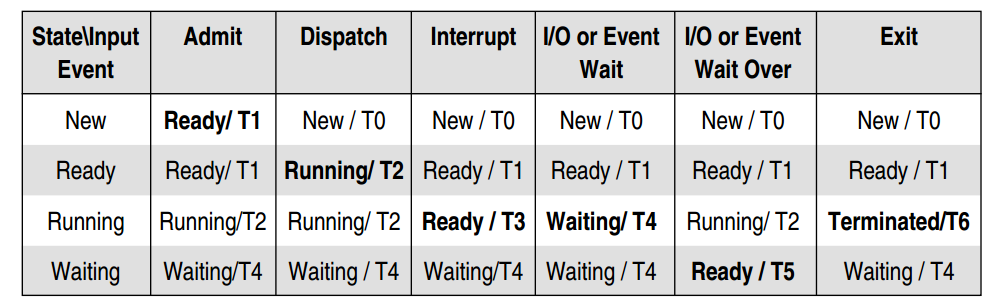 State\Input Event | Admit | Dispatch | Interrupt | I/O or Event Wait | I/O or Event Wait Over | Exit
New | Ready/ T1 | New / T0 | New / T0 | New / T0 | New / T0 | New / T0
Ready | Ready/ T1 | Running/ T2 | Ready / T1 | Ready / T1 | Ready / T1 | Ready / T1
Running | Running/T2 | Running/ T2 | Ready / T3 | Waiting/ T4 | Running/ T2 | Terminated/T6
Waiting | Waiting/T4 | Waiting / T4 | Waiting/T4 | Waiting / T4 | Ready / T5 | Waiting / T4